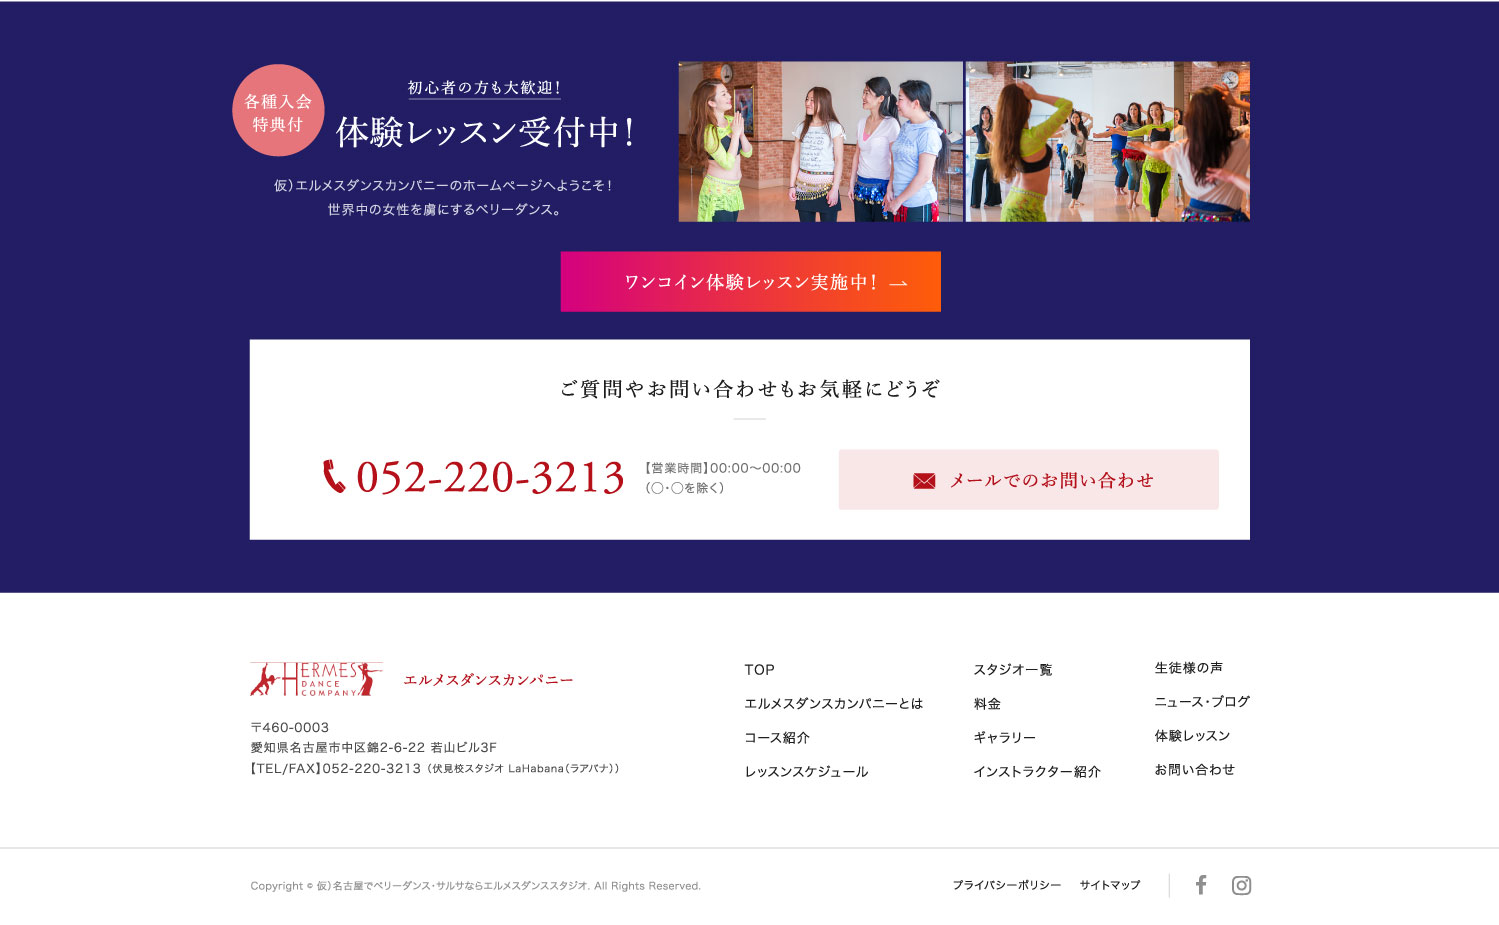 各種入会
特典付
初心者の方も大歓迎！
体験レッスン受付中！
仮）エルメスダンスカンパニーのホームページへようこそ！
世界中の女性を虜にするベリーダンス。
ワンコイン体験レッスン実施中！
ご質問やお問い合わせもお気軽にどうぞ
052-220-3213
【営業時間】00:00〜00:00
（◯・◯を除く）
メールでのお問い合わせ
HERMES
DANCE
COMPANY
エルメスダンスカンパニー
〒460-0003
愛知県名古屋市中区錦2-6-22 若山ビル3F
【TEL/FAX】052-220-3213（伏見校スタジオ LaHabana（ラアバナ））
TOP
エルメスダンスカンパニーとは
コース紹介
レッスンスケジュール
スタジオ一覧
料金
ギャラリー
インストラクター紹介
生徒様の声
ニュース・ブログ
体験レッスン
お問い合わせ
Copyright © 仮）名古屋でベリーダンス・サルサならエルメスダンススタジオ. All Rights Reserved.
プライバシーポリシー
サイトマップ